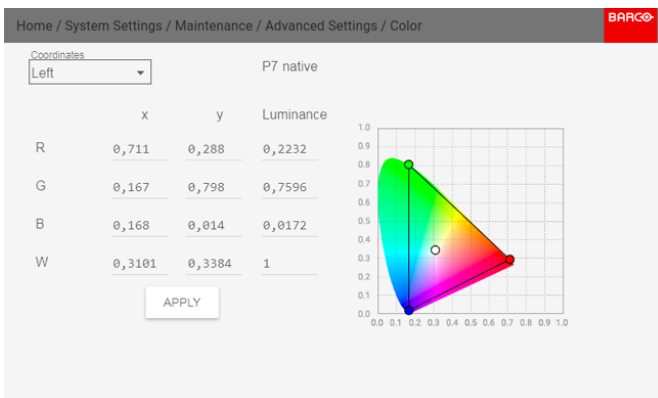 Home / System Settings / Maintenance / Advanced Settings / Color
BARCO
Coordinates
Left
P7 native
x y Luminance
R 0,711 0,288 0,2232
G 0,167 0,798 0,7596
B 0,168 0,014 0,0172
W 0,3101 0,3384 1
APPLY
1.0
0.9
0.8
0.7
0.6
0.5
0.4
0.3
0.2
0.1
0.0
0.0 0.1 0.2 0.3 0.4 0.5 0.6 0.7 0.8 0.9 1.0